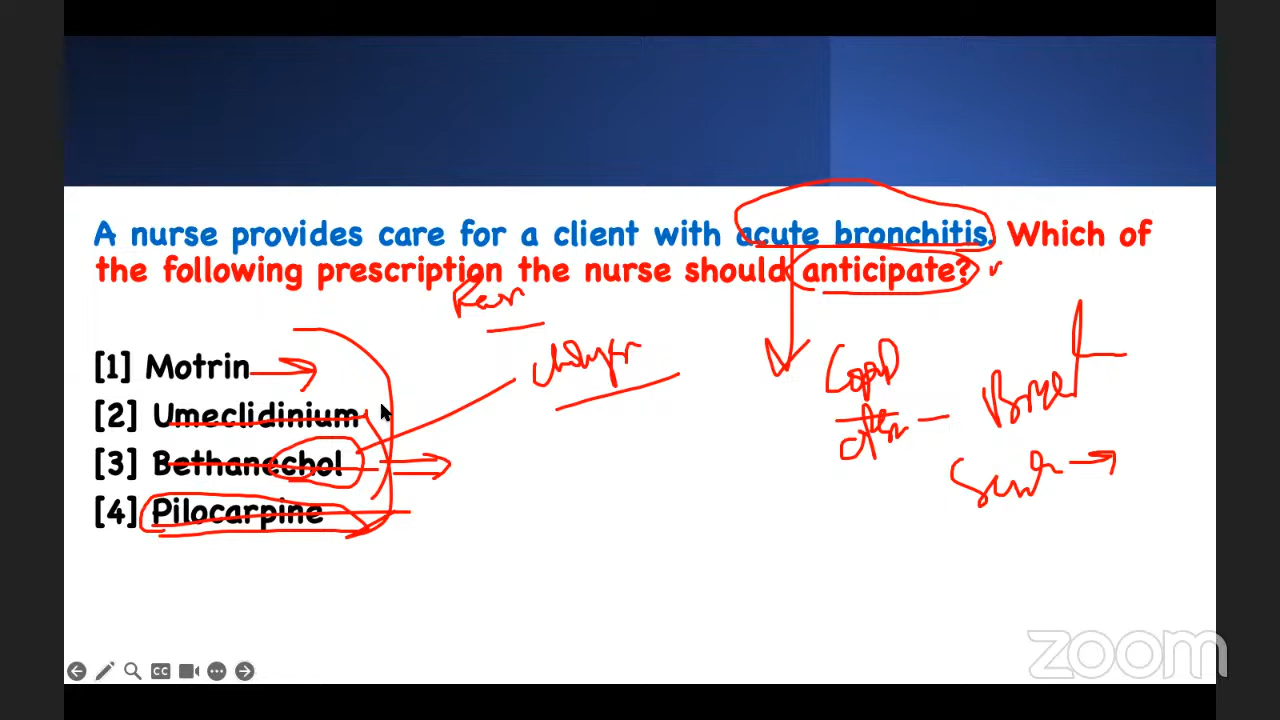 A nurse provides care for a client with acute bronchitis. Which of
the following prescription the nurse should anticipate?
[1] Motrin
[2] Umeclidinium
[3] Bethanechol
[4] Pilocarpine
CC
zoom